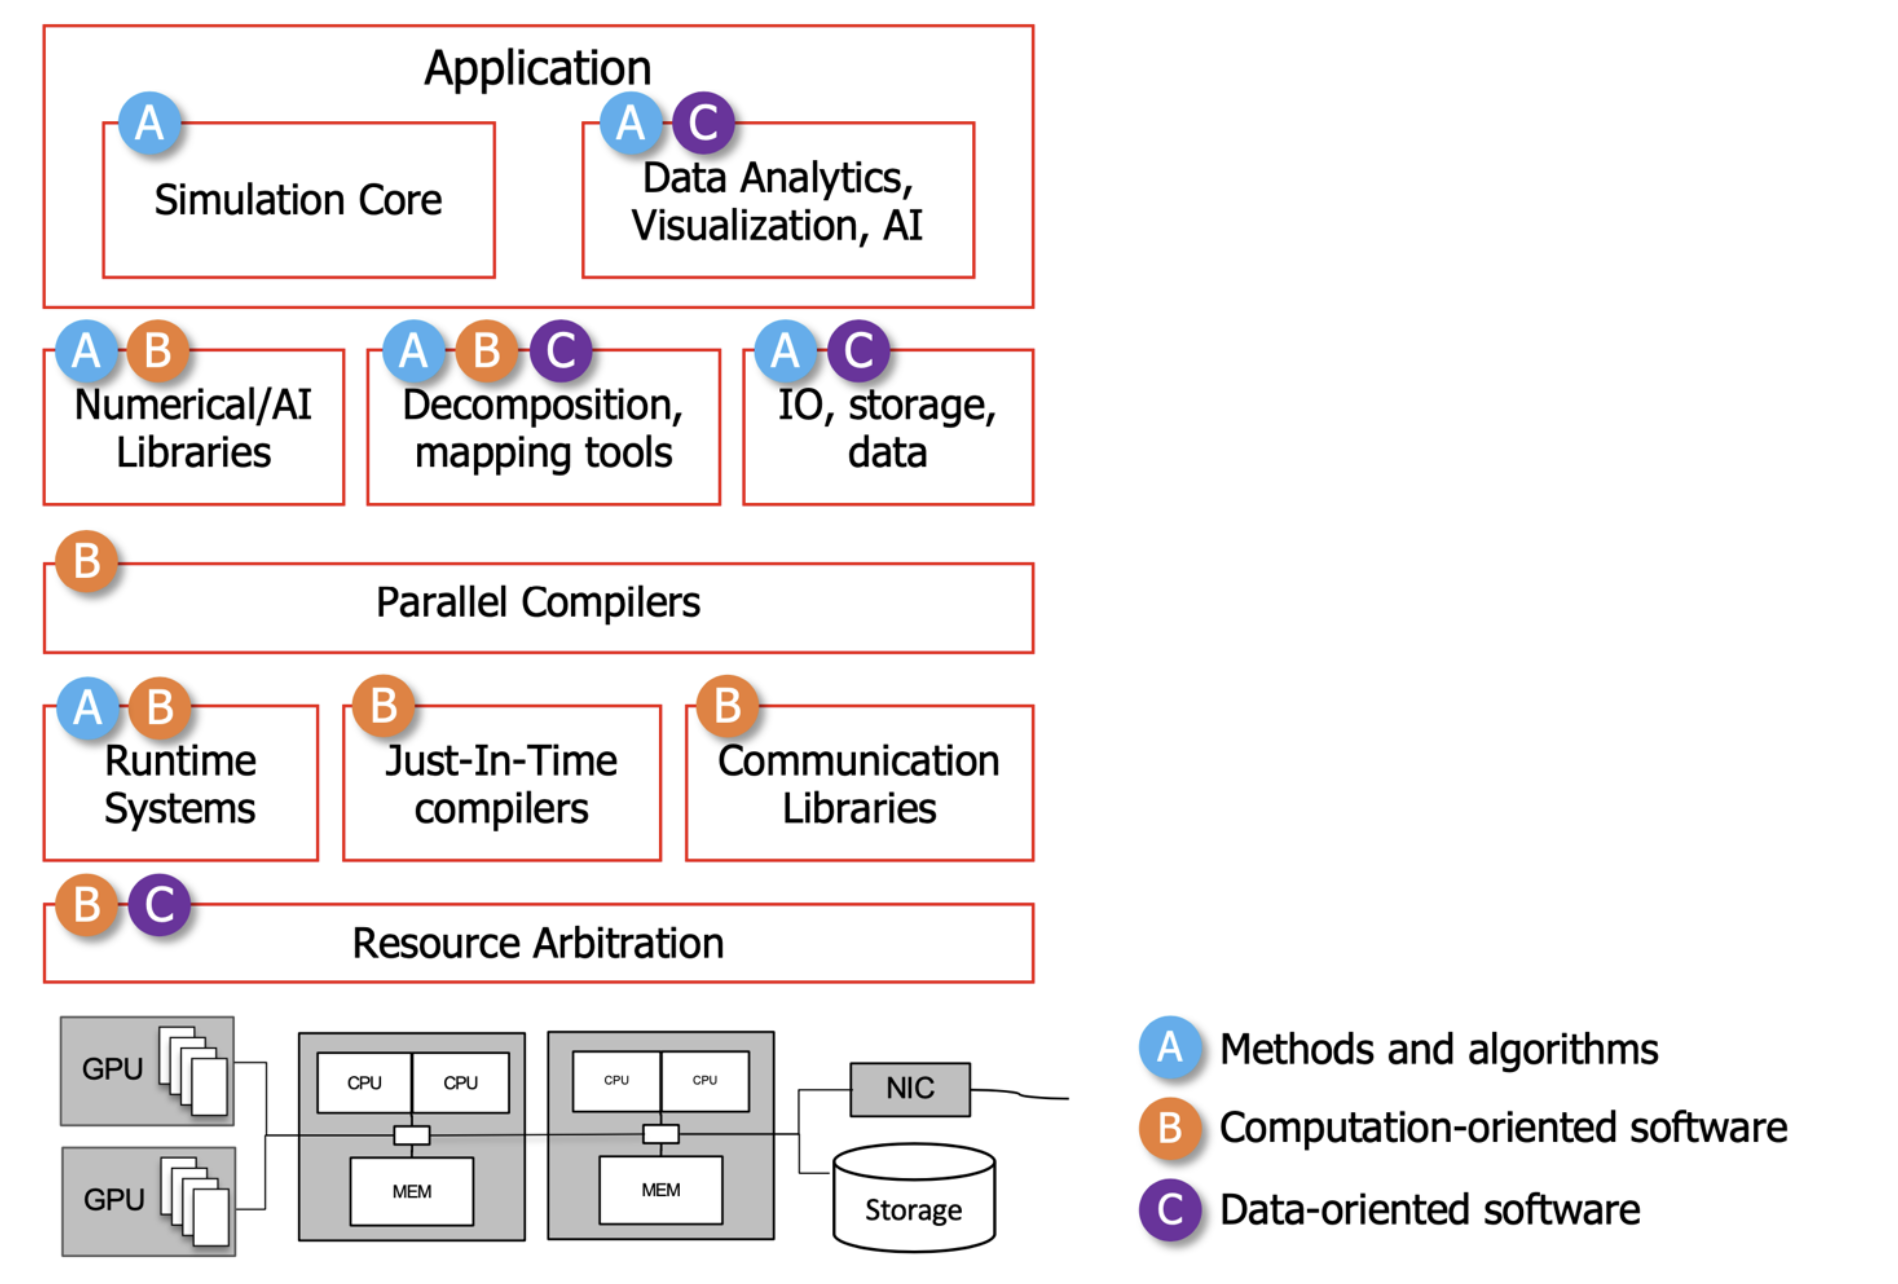 Application
A
A C
Simulation Core
Data Analytics,
Visualization, AI
A B
A B C
A C
Numerical/AI
Libraries
Decomposition,
mapping tools
IO, storage,
data
B
Parallel Compilers
A B
B
B
Runtime
Systems
Just-In-Time
compilers
Communication
Libraries
B C
Resource Arbitration
GPU
GPU
CPU
CPU
MEM
CPU
CPU
MEM
NIC
Storage
A Methods and algorithms
B Computation-oriented software
C Data-oriented software